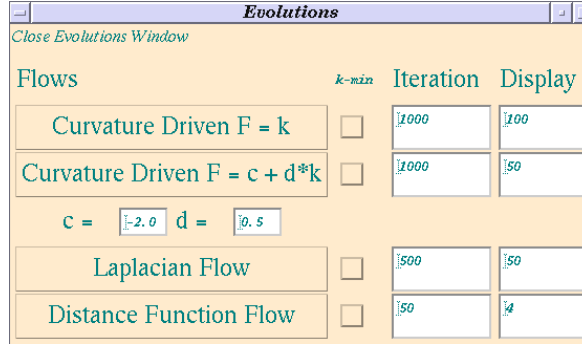 Evolutions
Close Evolutions Window
Flows k-min Iteration Display
Curvature Driven F = k 1000 100
Curvature Driven F = c + d*k 1000 50
c = -2.0 d = 0.5
Laplacian Flow 500 50
Distance Function Flow 50 4